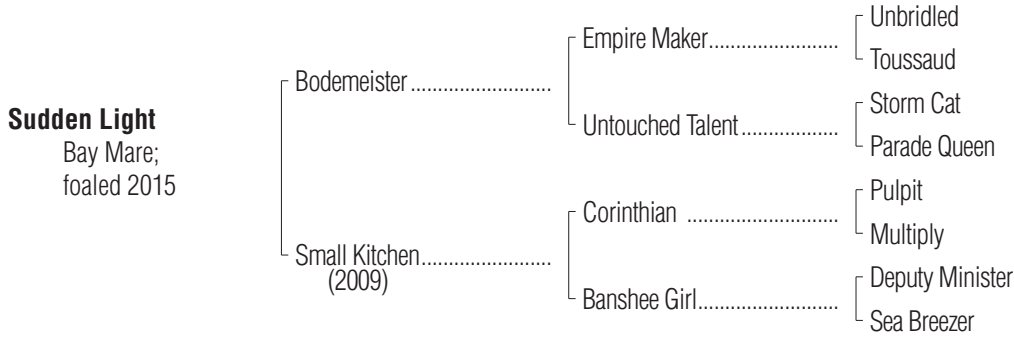 Sudden Light
Bay Mare;
foaled 2015
Bodemeister..........................
Small Kitchen........................
(2009)
Empire Maker........................
Untouched Talent..................
Corinthian ............................
Banshee Girl..........................
Unbridled
Toussaud
Storm Cat
Parade Queen
Pulpit
Multiply
Deputy Minister
Sea Breezer